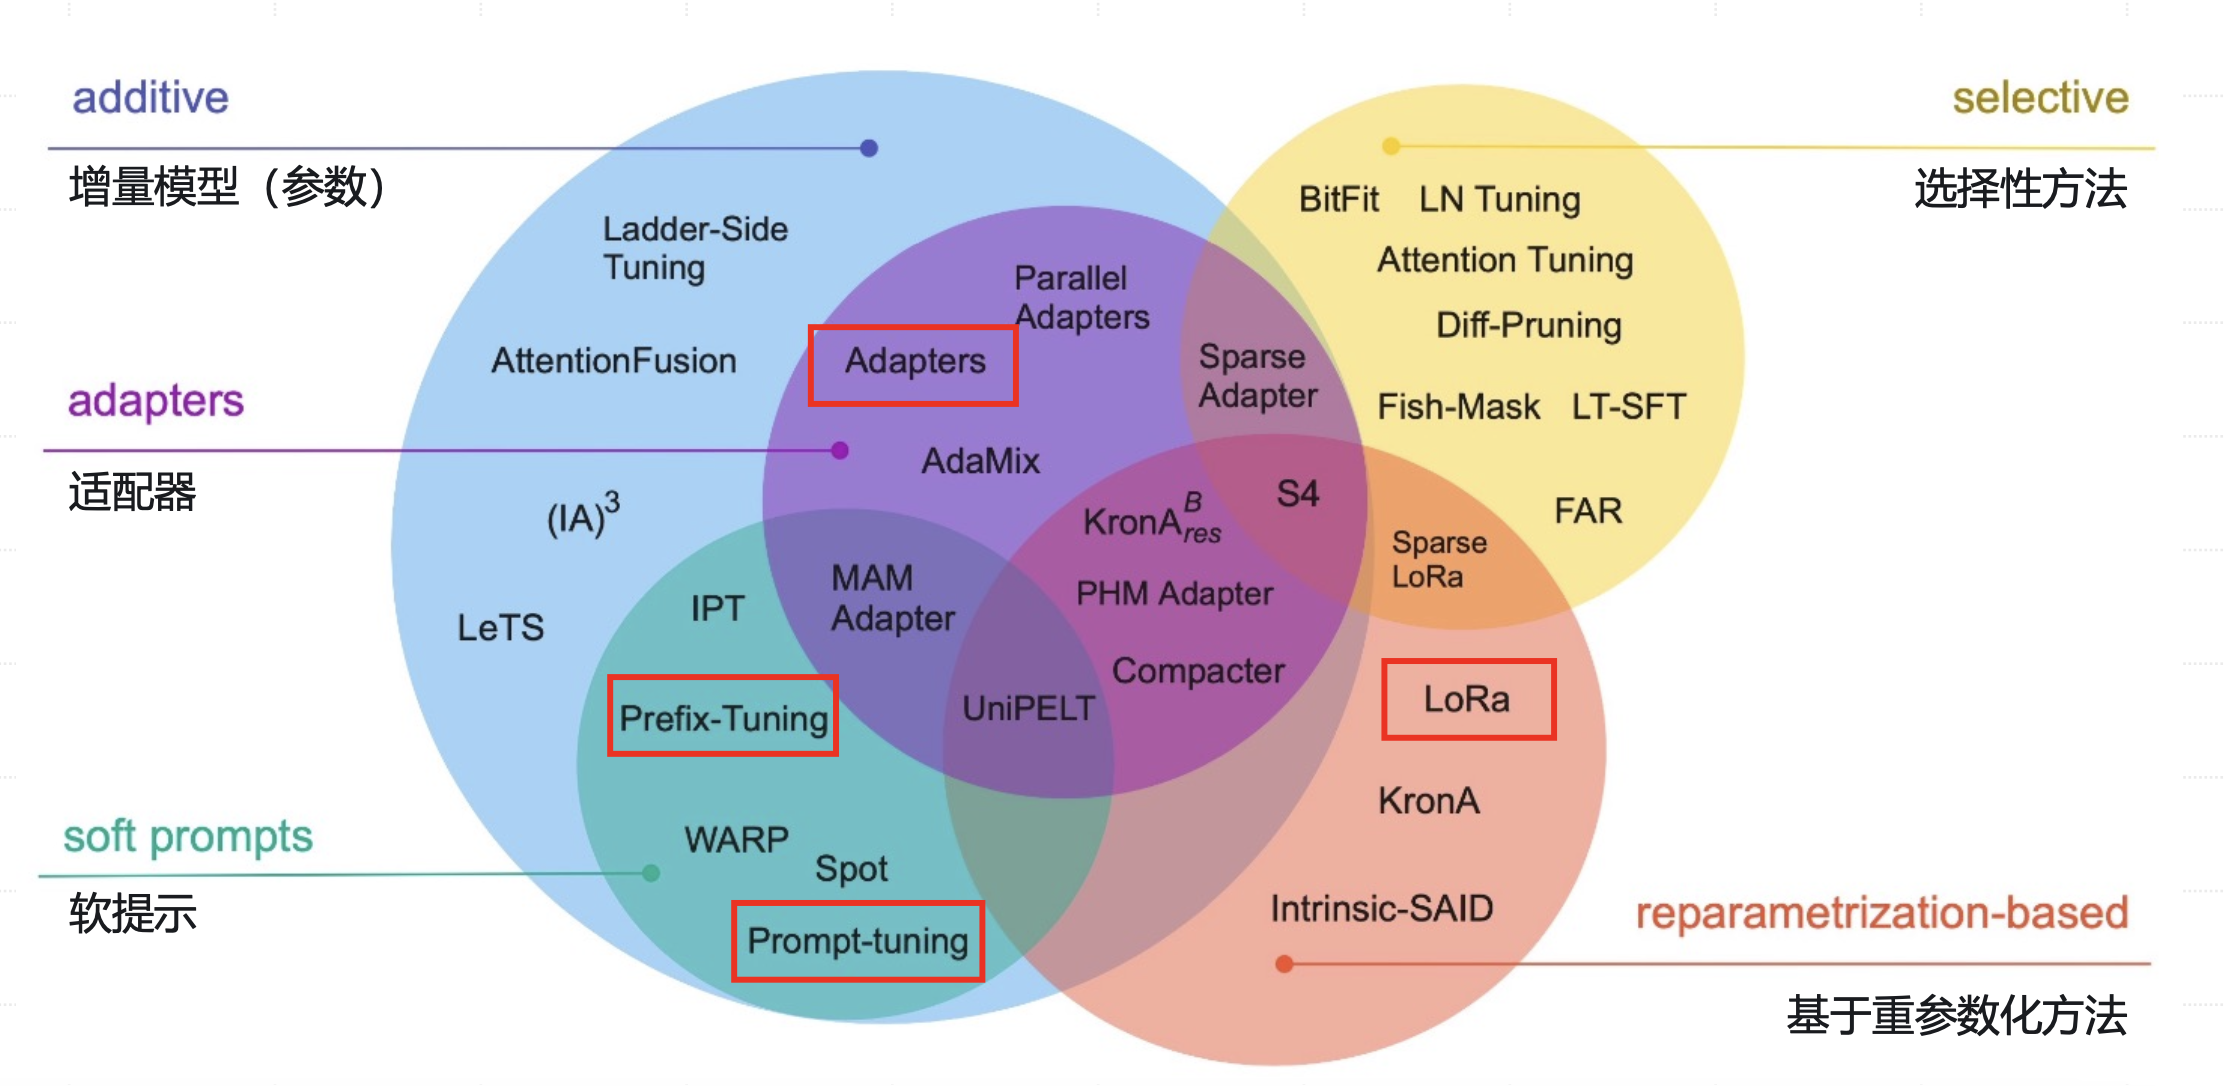 additive
增量模型（参数）
selective
选择性方法
Ladder-Side
Tuning
AttentionFusion
Parallel
Adapters
Adapters
BitFit LN Tuning
Attention Tuning
Diff-Pruning
Fish-Mask LT-SFT
FAR
Sparse
Adapter
adapters
适配器
AdaMix
(IA)³
LeTS
IPT
MAM
Adapter
KronA^B_res
S4
Sparse
LoRa
PHM Adapter
Compacter
UniPELT
Prefix-Tuning
LoRa
KronA
soft prompts
软提示
WARP
Spot
Prompt-tuning
Intrinsic-SAID
reparametrization-based
基于重参数化方法